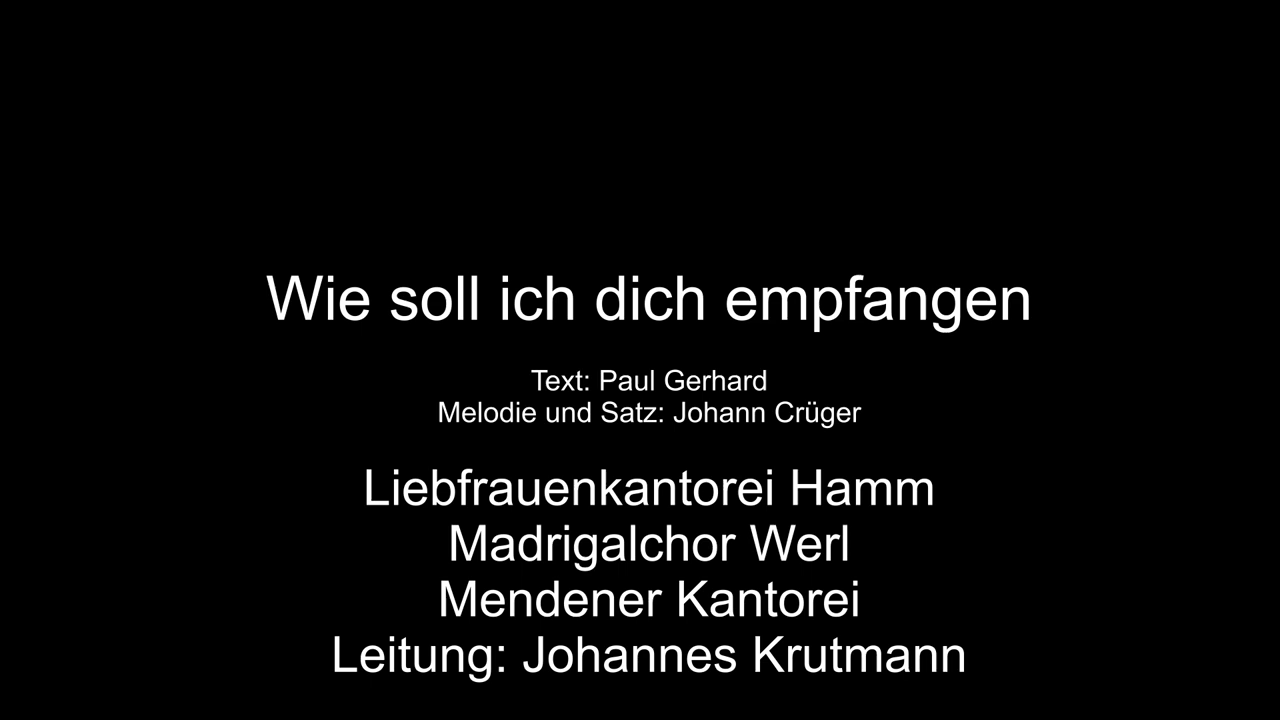 Wie soll ich dich empfangen
Text: Paul Gerhard
Melodie und Satz: Johann Crüger
Liebfrauenkantorei Hamm
Madrigalchor Werl
Mendener Kantorei
Leitung: Johannes Krutmann